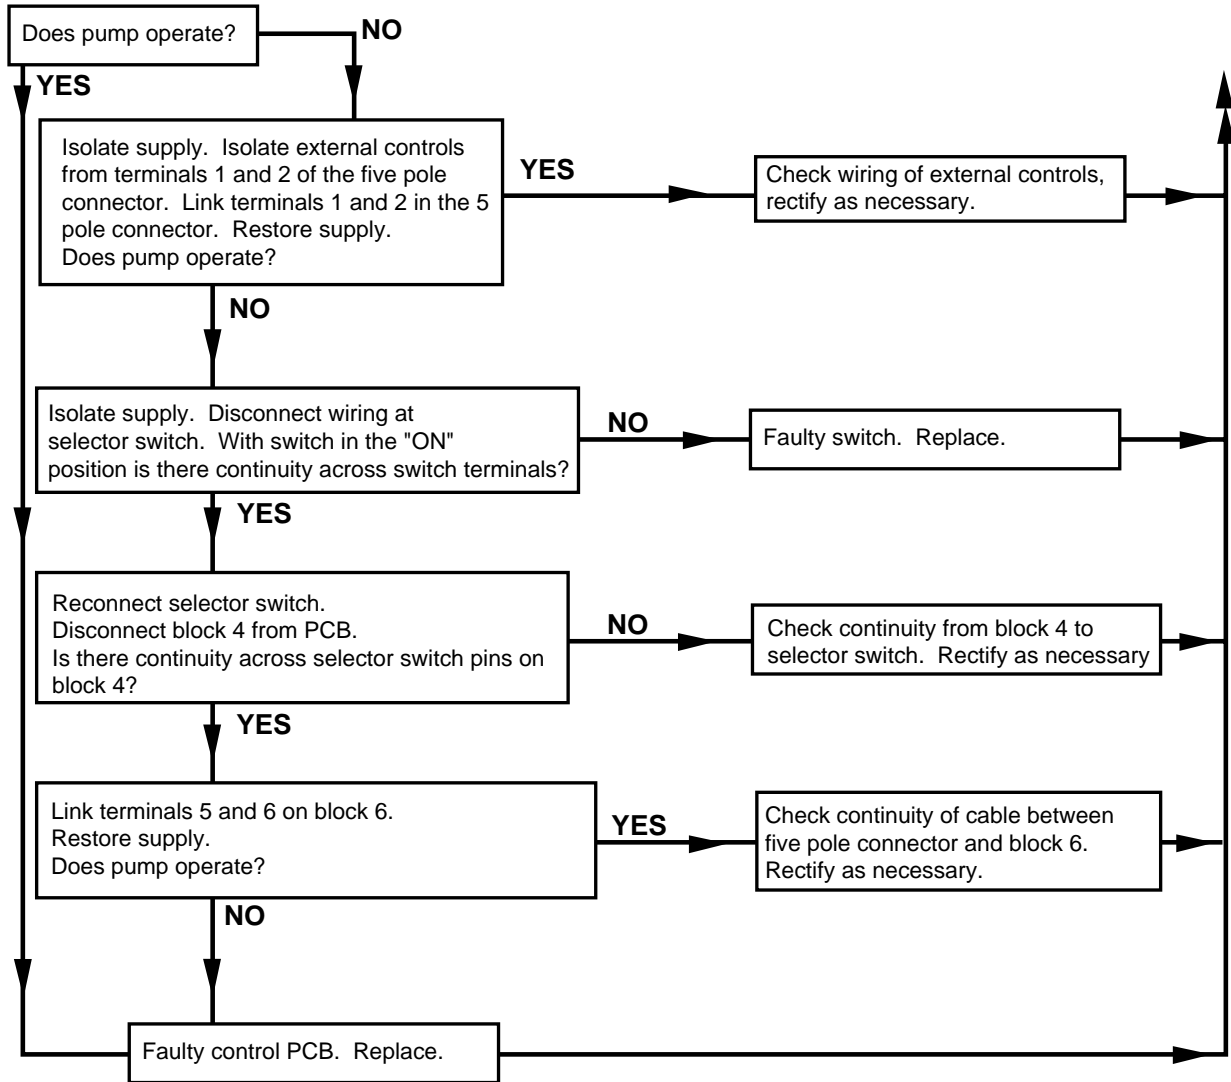 Does pump operate?
NO
YES
Isolate supply.  Isolate external controls
from terminals 1 and 2 of the five pole
connector.  Link terminals 1 and 2 in the 5
pole connector.  Restore supply.
Does pump operate?
YES
Check wiring of external controls,
rectify as necessary.
NO
Isolate supply.  Disconnect wiring at
selector switch.  With switch in the "ON"
position is there continuity across switch terminals?
NO
Faulty switch.  Replace.
YES
Reconnect selector switch.
Disconnect block 4 from PCB.
Is there continuity across selector switch pins on
block 4?
NO
Check continuity from block 4 to
selector switch.  Rectify as necessary
YES
Link terminals 5 and 6 on block 6.
Restore supply.
Does pump operate?
YES
Check continuity of cable between
five pole connector and block 6.
Rectify as necessary.
NO
Faulty control PCB.  Replace.